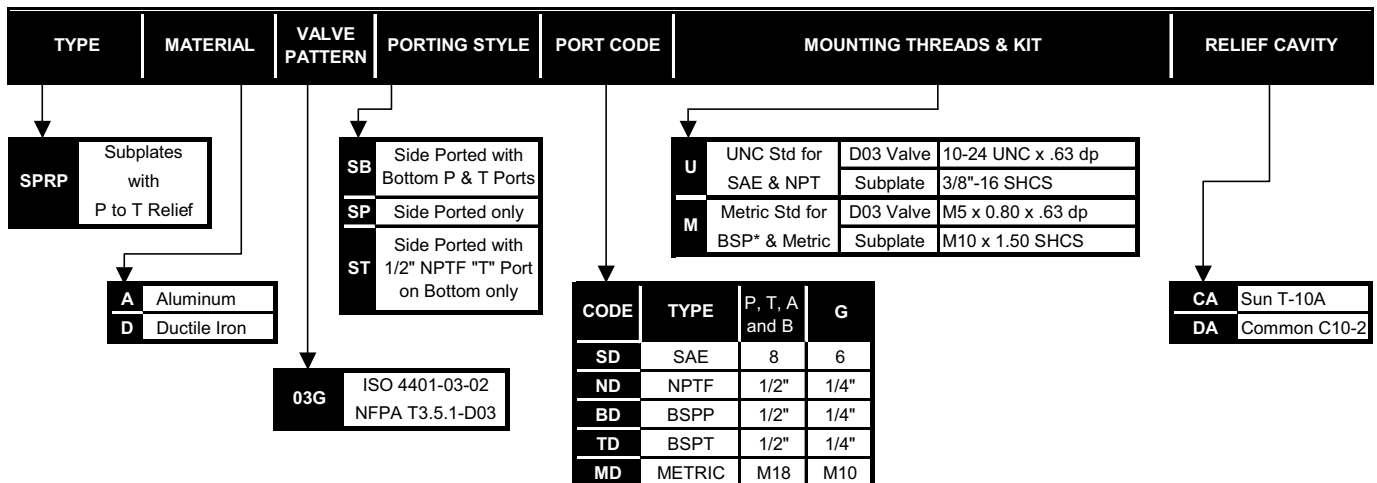 TYPE
MATERIAL
VALVE
PATTERN
PORTING STYLE
PORT CODE
MOUNTING THREADS & KIT
RELIEF CAVITY
SPRP
Subplates
with
P to T Relief
A Aluminum
D Ductile Iron
03G
ISO 4401-03-02
NFPA T3.5.1-D03
SB
Side Ported with
Bottom P & T Ports
SP Side Ported only
ST
Side Ported with
1/2" NPTF "T" Port
on Bottom only
CODE TYPE P, T, A
and B
G
SD SAE 8 6
ND NPTF 1/2" 1/4"
BD BSPP 1/2" 1/4"
TD BSPT 1/2" 1/4"
MD METRIC M18 M10
U
UNC Std for
SAE & NPT
D03 Valve 10-24 UNC x .63 dp
Subplate 3/8"-16 SHCS
M
Metric Std for
BSP* & Metric
D03 Valve M5 x 0.80 x .63 dp
Subplate M10 x 1.50 SHCS
CA Sun T-10A
DA Common C10-2